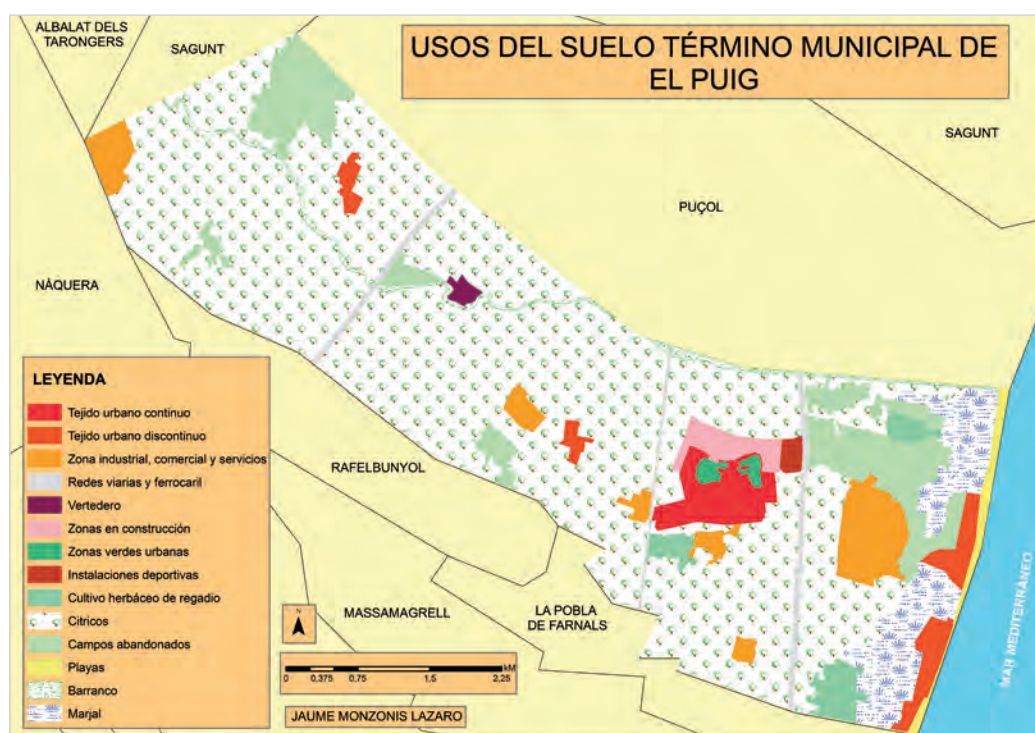 ALBALAT DELS
TARONGERS
SAGUNT
USOS DEL SUELO TÉRMINO MUNICIPAL DE
EL PUIG
SAGUNT
PUÇOL
NÀQUERA
LEYENDA
Tejido urbano continuo
Tejido urbano discontinuo
Zona industrial, comercial y servicios
Redes viarias y ferrocaril
Vertedero
Zonas en construcción
Zonas verdes urbanas
Instalaciones deportivas
Cultivo herbáceo de regadio
Citricos
Campos abandonados
Playas
Barranco
Marjal
RAFELBUNYOL
MASSAMAGRELL
LA POBLA
DE FARNALS
MAR MEDITERRÁNEO
N
kM
0 0,375 0,75 1,5 2,25
JAUME MONZONIS LAZARO